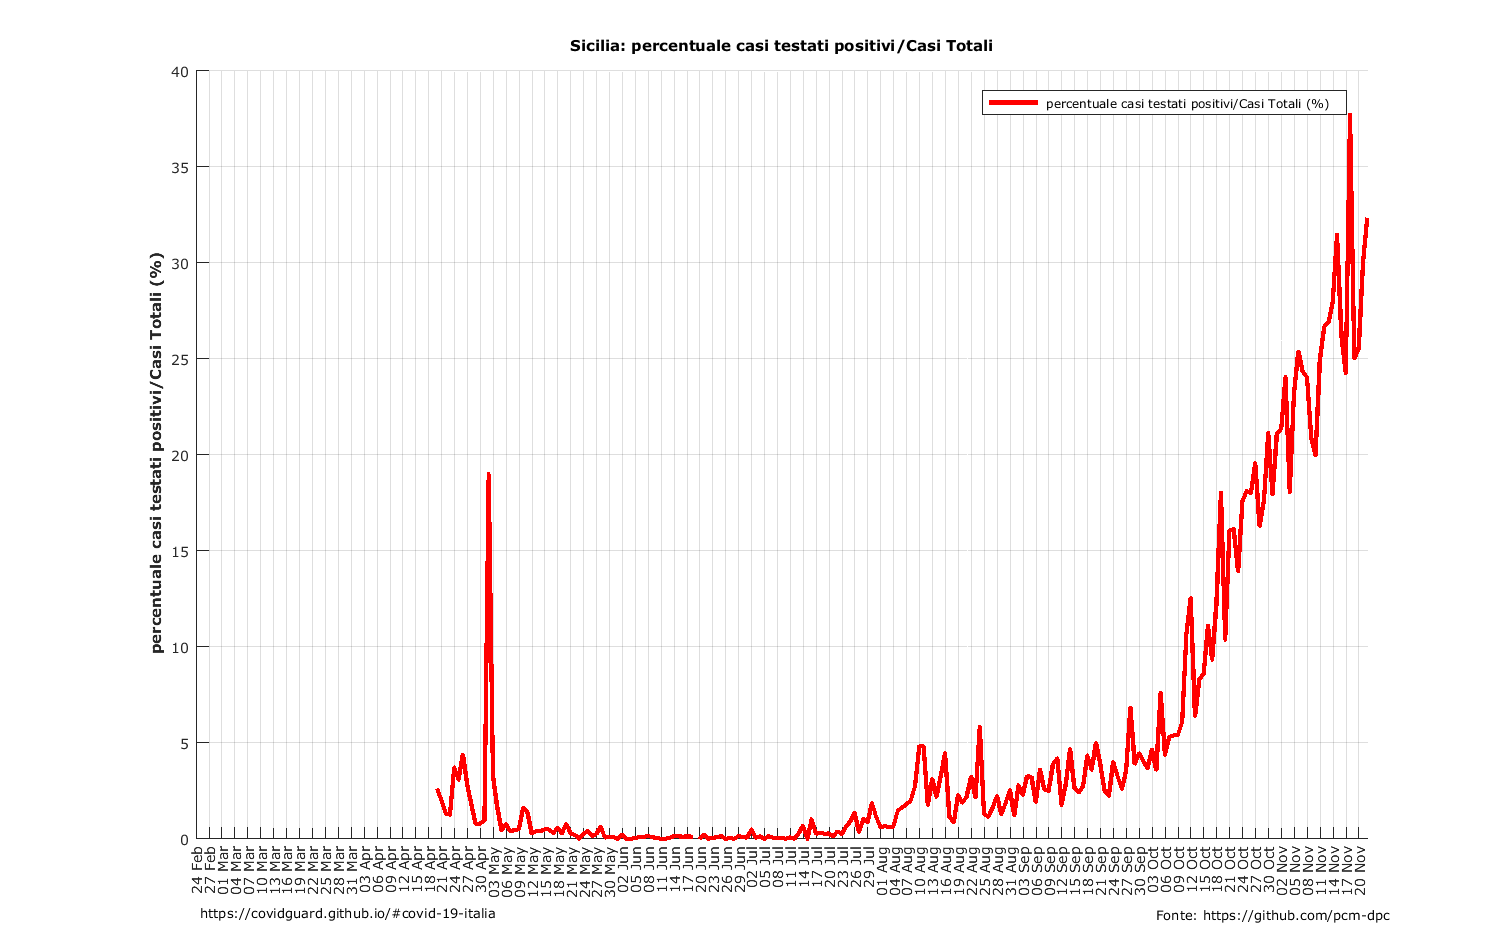 Sicilia: percentuale casi testati positivi/Casi Totali
percentuale casi testati positivi/Casi Totali (%)
percentuale casi testati positivi/Casi Totali (%)
40
35
30
25
20
15
10
5
0
24 Feb
27 Feb
01 Mar
04 Mar
07 Mar
10 Mar
13 Mar
16 Mar
19 Mar
22 Mar
25 Mar
28 Mar
31 Mar
03 Apr
06 Apr
09 Apr
12 Apr
15 Apr
18 Apr
21 Apr
24 Apr
27 Apr
30 Apr
03 May
06 May
09 May
12 May
15 May
18 May
21 May
24 May
27 May
30 May
02 Jun
05 Jun
08 Jun
11 Jun
14 Jun
17 Jun
20 Jun
23 Jun
26 Jun
29 Jun
02 Jul
05 Jul
08 Jul
11 Jul
14 Jul
17 Jul
20 Jul
23 Jul
26 Jul
29 Jul
01 Aug
04 Aug
07 Aug
10 Aug
13 Aug
16 Aug
19 Aug
22 Aug
25 Aug
28 Aug
31 Aug
03 Sep
06 Sep
09 Sep
12 Sep
15 Sep
18 Sep
21 Sep
24 Sep
27 Sep
30 Sep
03 Oct
06 Oct
09 Oct
12 Oct
15 Oct
18 Oct
21 Oct
24 Oct
27 Oct
30 Oct
02 Nov
05 Nov
08 Nov
11 Nov
14 Nov
17 Nov
20 Nov
https://covidguard.github.io/#covid-19-italia
Fonte: https://github.com/pcm-dpc